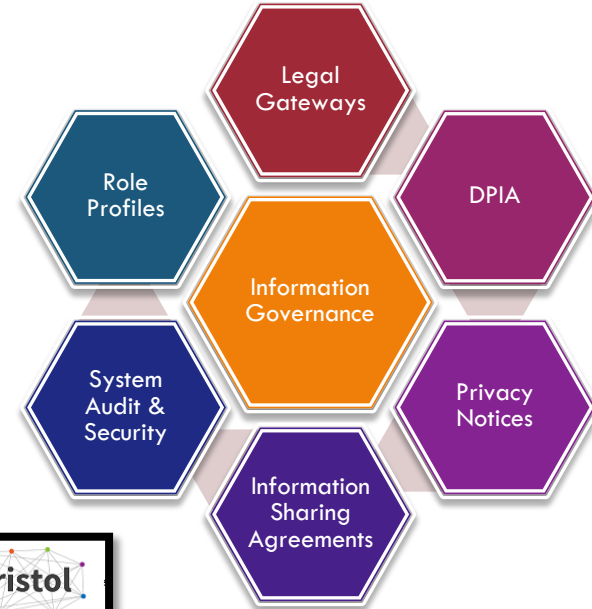 Legal
Gateways
DPIA
Privacy
Notices
Information
Sharing
Agreements
System
Audit &
Security
Role
Profiles
Information
Governance
ristol